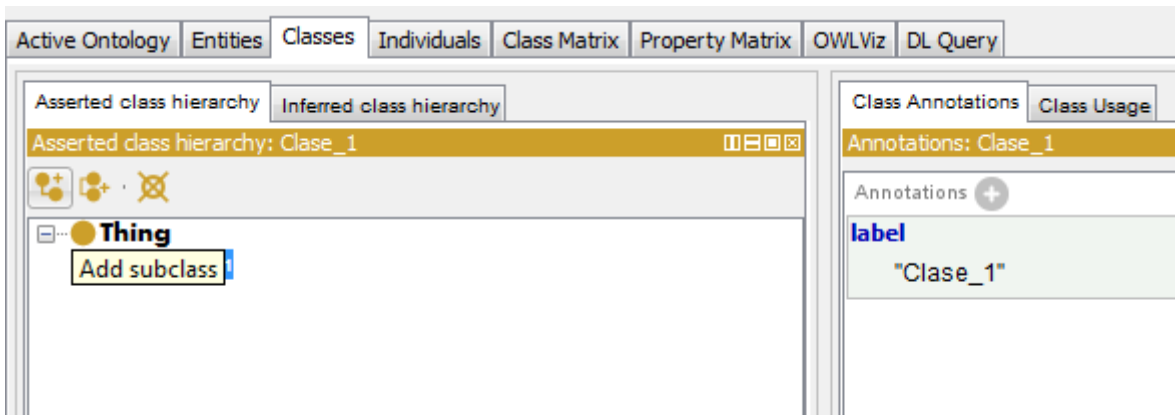 Active Ontology Entities Classes Individuals Class Matrix Property Matrix OWLViz DL Query
Asserted class hierarchy Inferred class hierarchy
Asserted class hierarchy: Clase_1
Thing
Add subclass 1
Class Annotations Class Usage
Annotations: Clase_1
Annotations
label
"Clase_1"